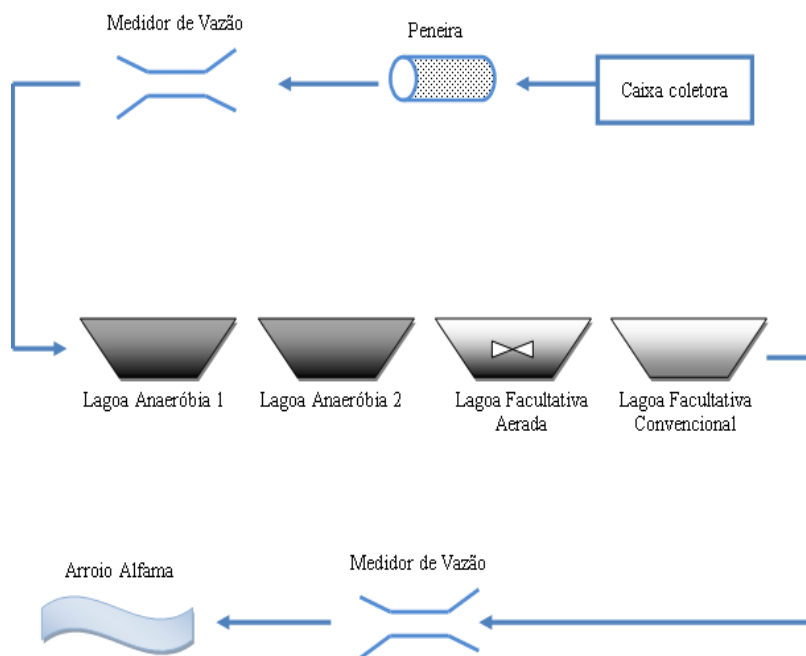 Medidor de Vazão
Peneira
Caixa coletora
Lagoa Anaeróbia 1
Lagoa Anaeróbia 2
Lagoa Facultativa
Aerada
Lagoa Facultativa
Convencional
Arroio Alfama
Medidor de Vazão